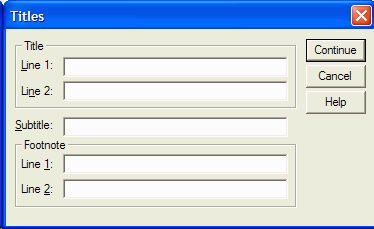 Titles
Title
Line 1:
Line 2:
Subtitle:
Footnote
Line 1:
Line 2:
Continue
Cancel
Help